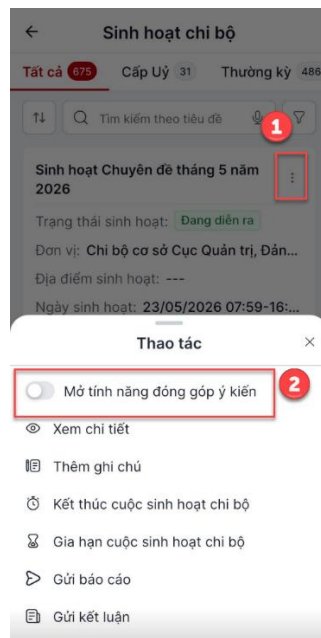 Sinh hoạt chi bộ
Tất cả 675 Cấp Uỷ 31 Thường kỳ 486
Tìm kiếm theo tiêu đề
1
Sinh hoạt Chuyên đề tháng 5 năm
2026
Trạng thái sinh hoạt: Đang diễn ra
Đơn vị: Chi bộ cơ sở Cục Quản trị, Đản...
Địa điểm sinh hoạt: ---
Ngày sinh hoạt: 23/05/2026 07:59-16:...
Thao tác
Mở tính năng đóng góp ý kiến
2
Xem chi tiết
Thêm ghi chú
Kết thúc cuộc sinh hoạt chi bộ
Gia hạn cuộc sinh hoạt chi bộ
Gửi báo cáo
Gửi kết luận